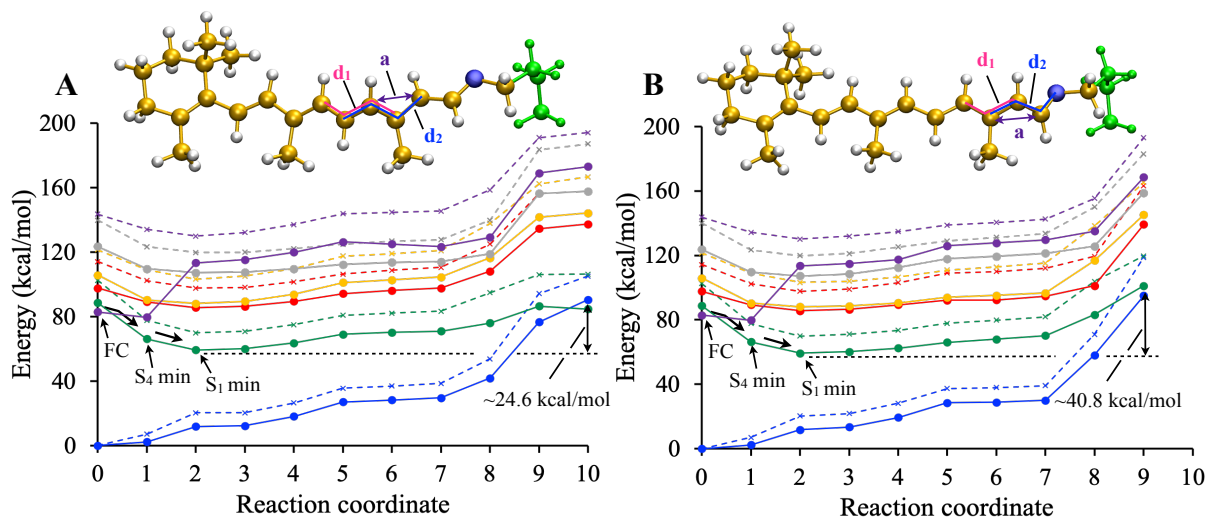 A
d1
a
d2
Energy (kcal/mol)
200
160
120
80
40
0
FC
S4 min
S1 min
~24.6 kcal/mol
0 1 2 3 4 5 6 7 8 9 10
Reaction coordinate
B
d1
d2
a
Energy (kcal/mol)
200
160
120
80
40
0
FC
S4 min
S1 min
~40.8 kcal/mol
0 1 2 3 4 5 6 7 8 9 10
Reaction coordinate